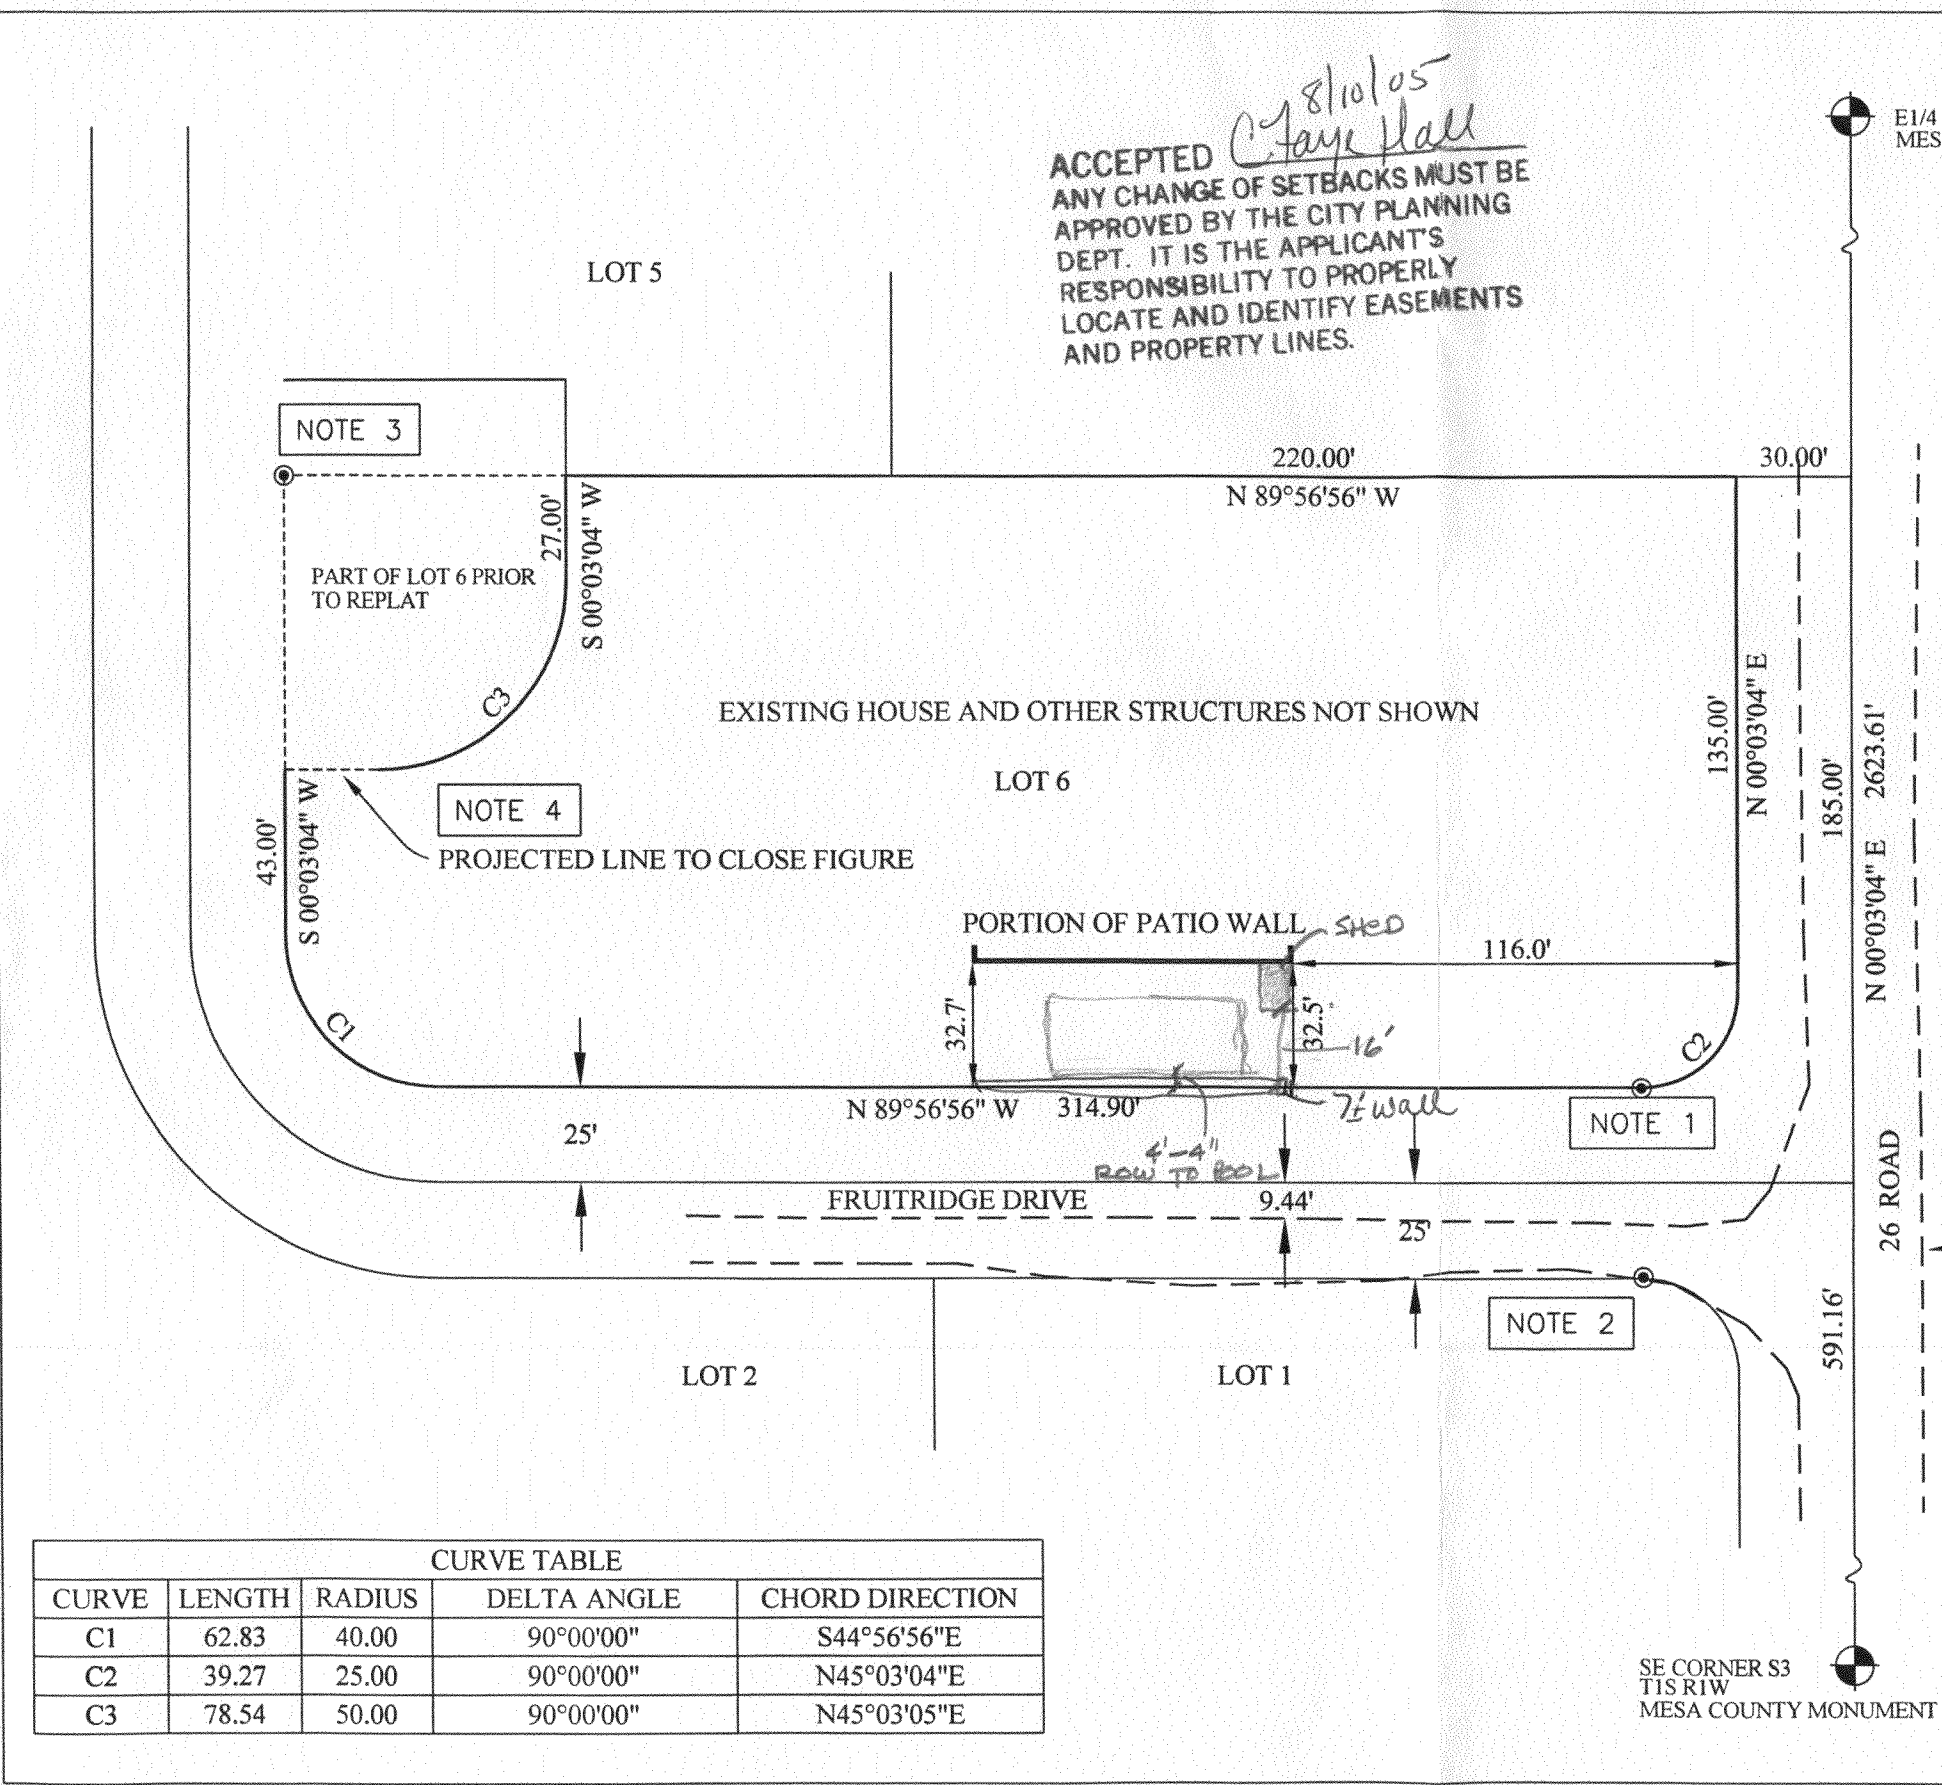 8/10/05
ACCEPTED C. Faye Hall
ANY CHANGE OF SETBACKS MUST BE
APPROVED BY THE CITY PLANNING
DEPT. IT IS THE APPLICANT'S
RESPONSIBILITY TO PROPERLY
LOCATE AND IDENTIFY EASEMENTS
AND PROPERTY LINES.
E1/4
MES
LOT 5
NOTE 3
220.00'
30.00'
N 89°56'56" W
27.00'
S 00°03'04" W
PART OF LOT 6 PRIOR
TO REPLAT
C3
EXISTING HOUSE AND OTHER STRUCTURES NOT SHOWN
LOT 6
135.00'
N 00°03'04" E
185.00'
N 00°03'04" E 2623.61'
NOTE 4
PROJECTED LINE TO CLOSE FIGURE
43.00'
S 00°03'04" W
PORTION OF PATIO WALL
SHED
116.0'
32.7'
32.5'
16'
C1
C2
N 89°56'56" W 314.90'
7'± wall
NOTE 1
25'
4'-4"
ROW TO POOL
FRUITRIDGE DRIVE
9.44'
25'
26 ROAD
NOTE 2
591.16'
LOT 2
LOT 1
CURVE TABLE
CURVE LENGTH RADIUS DELTA ANGLE CHORD DIRECTION
C1 62.83 40.00 90°00'00" S44°56'56"E
C2 39.27 25.00 90°00'00" N45°03'04"E
C3 78.54 50.00 90°00'00" N45°03'05"E
SE CORNER S3
T1S R1W
MESA COUNTY MONUMENT